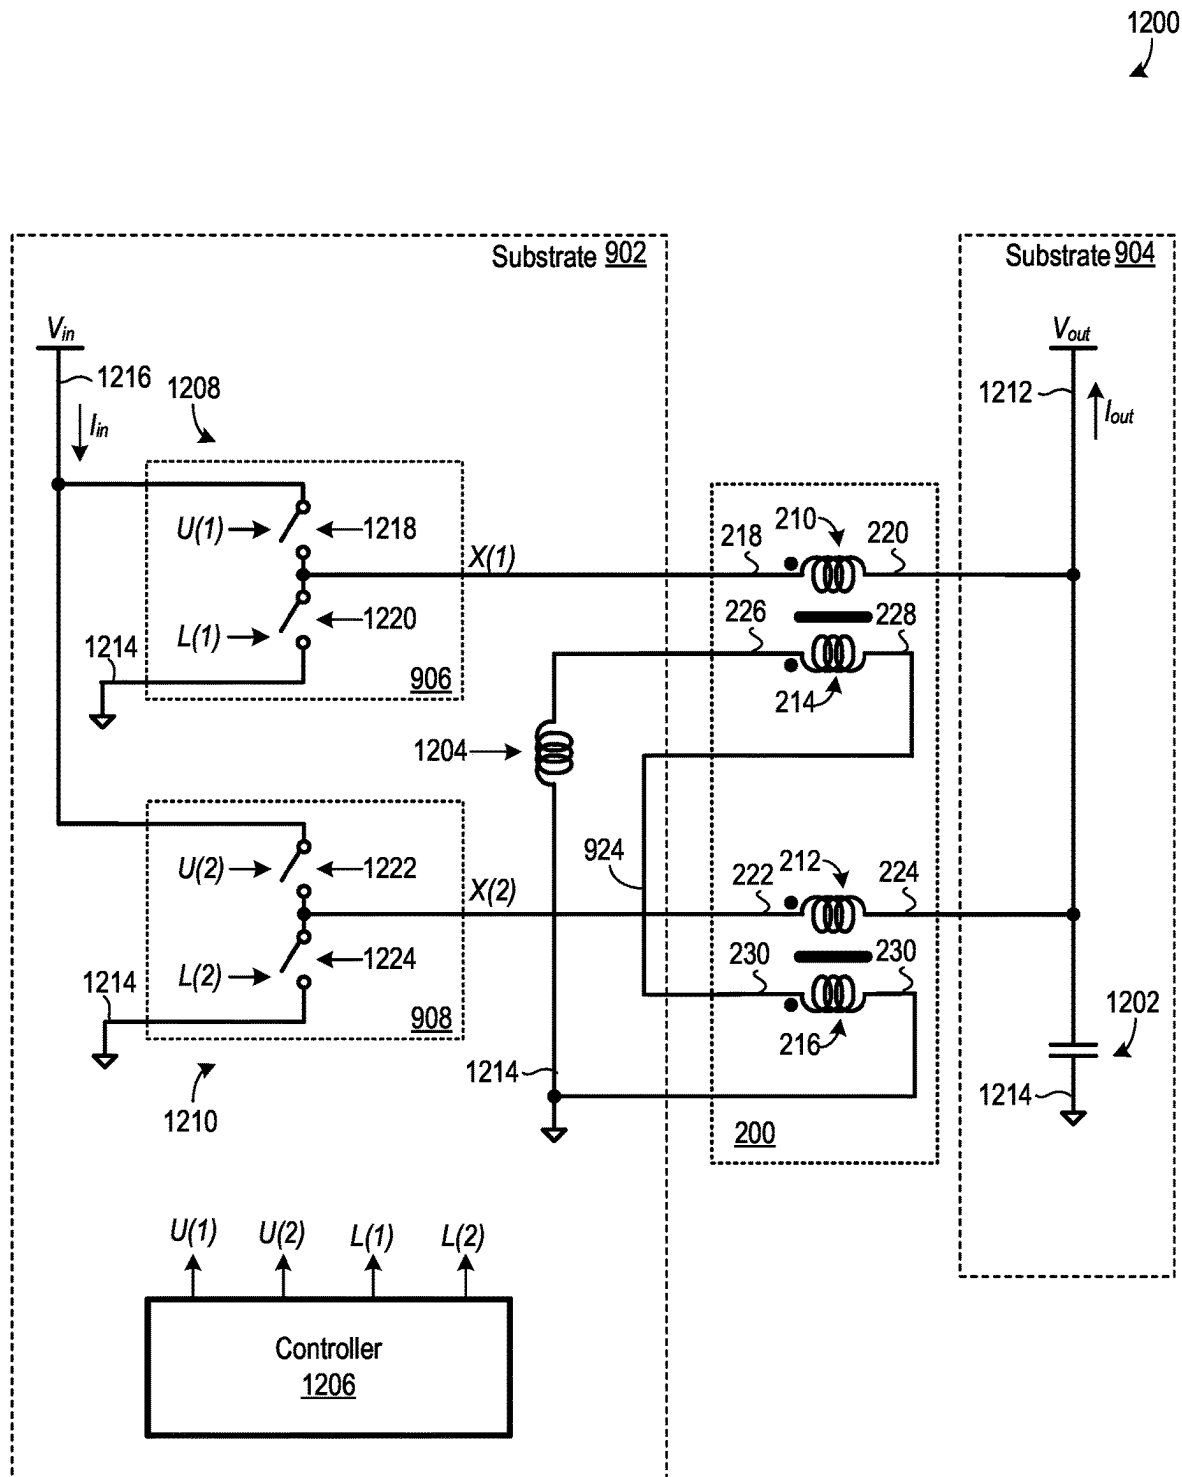 1200
Substrate 902
Substrate 904
Vin
Vout
1216
1208
1212
Iin
Iout
U(1)
1218
X(1)
218
210
220
L(1)
1220
226
228
1214
906
214
1204
U(2)
1222
924
212
X(2)
222
224
L(2)
1224
230
230
1214
908
216
1202
1214
1214
1210
200
U(1)
U(2)
L(1)
L(2)
Controller
1206